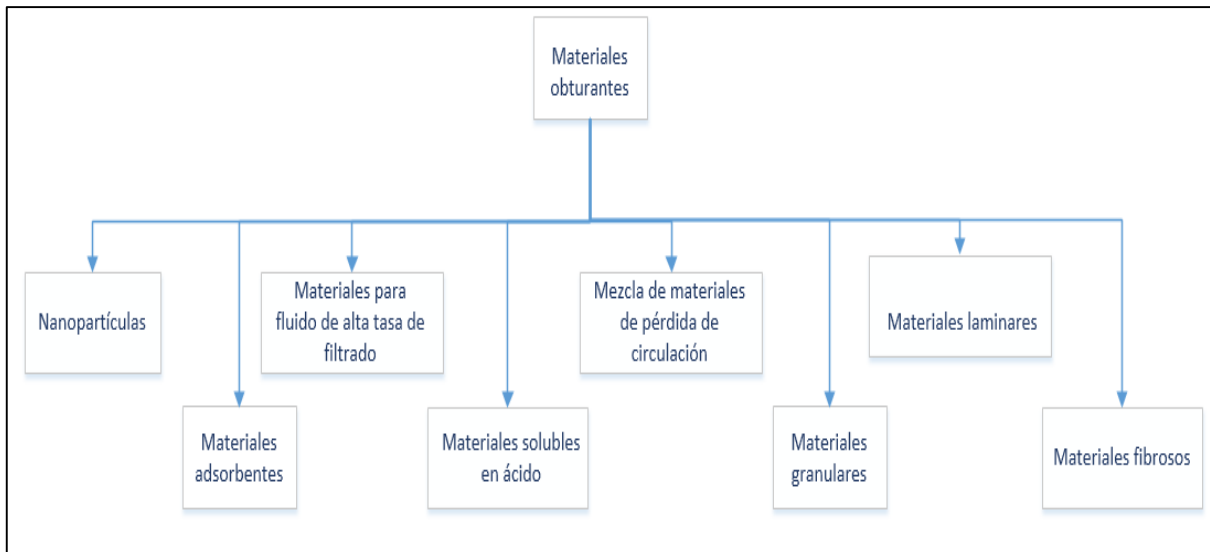 Materiales
obturantes
Nanopartículas
Materiales para
fluido de alta tasa de
filtrado
Mezcla de materiales
de pérdida de
circulación
Materiales laminares
Materiales
adsorbentes
Materiales solubles
en ácido
Materiales
granulares
Materiales fibrosos